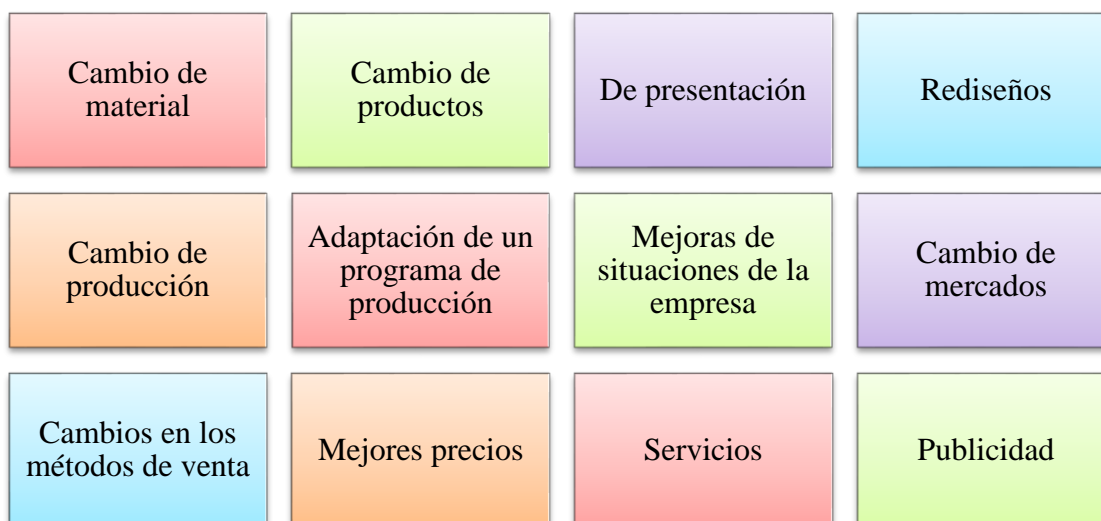 Cambio de
material
Cambio de
productos
De presentación
Rediseños
Cambio de
producción
Adaptación de un
programa de
producción
Mejoras de
situaciones de la
empresa
Cambio de
mercados
Cambios en los
métodos de venta
Mejores precios
Servicios
Publicidad